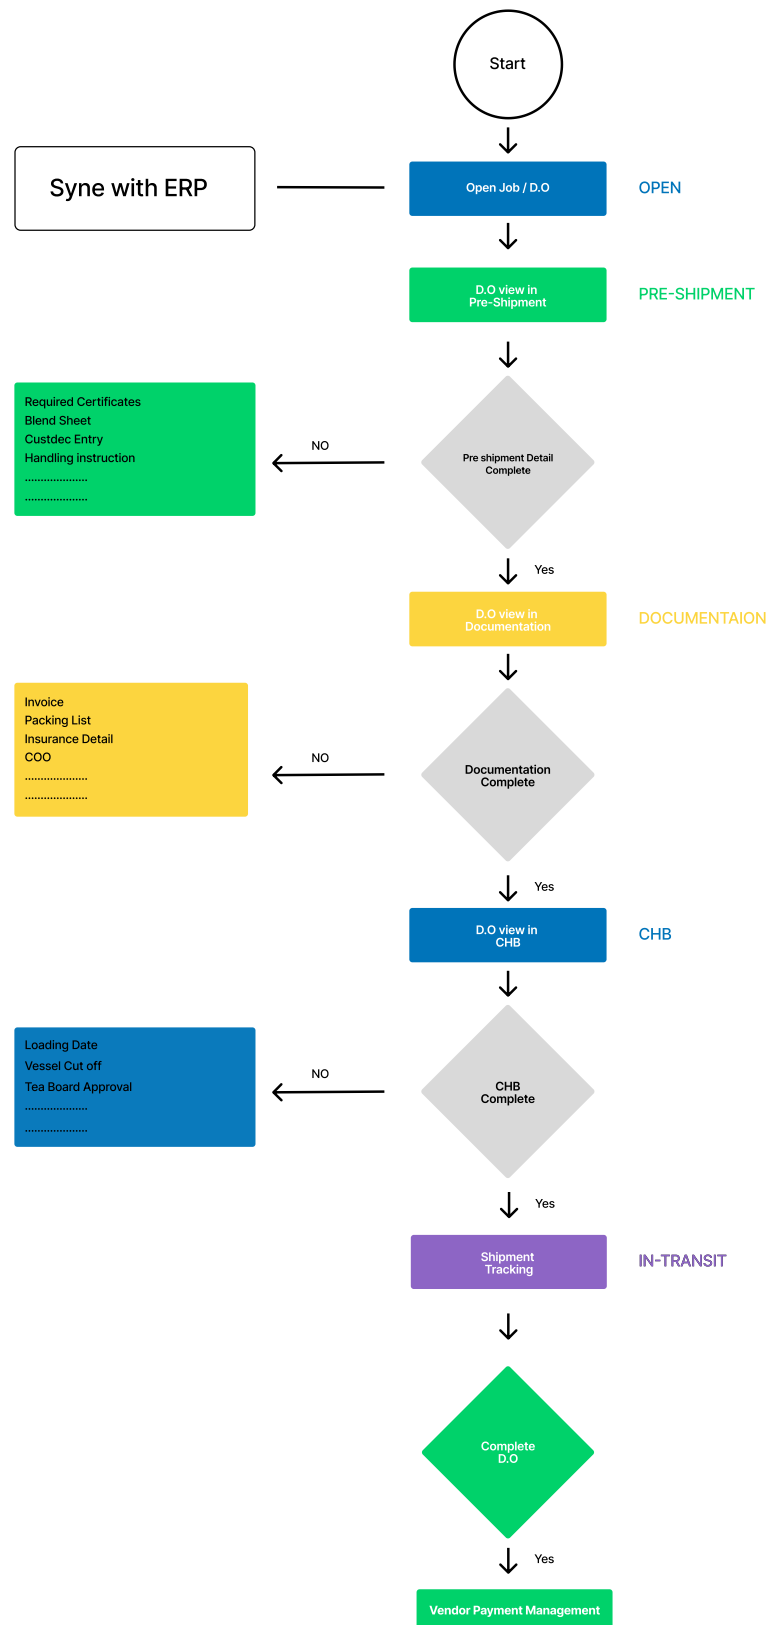 Start
Syne with ERP
Open Job / D.O
OPEN
D.O view in
Pre-Shipment
PRE-SHIPMENT
Required Certificates
Blend Sheet
Custdec Entry
Handling instruction
....................
....................
NO
Pre shipment Detail
Complete
Yes
D.O view in
Documentation
DOCUMENTAION
Invoice
Packing List
Insurance Detail
COO
....................
....................
NO
Documentation
Complete
Yes
D.O view in
CHB
CHB
Loading Date
Vessel Cut off
Tea Board Approval
....................
....................
NO
CHB
Complete
Yes
Shipment
Tracking
IN-TRANSIT
Complete
D.O
Yes
Vendor Payment Management